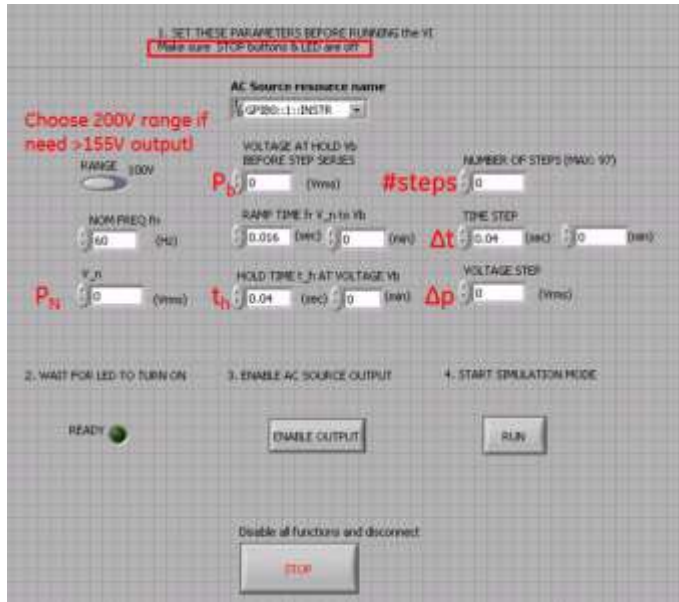 1. SET THESE PARAMETERS BEFORE RUNNING the VI
Make sure STOP buttons & LED are off
AC Source resource name
GPIB0::1::INSTR
Choose 200V range if
need >155V output!
RANGE 100V
VOLTAGE AT HOLD Vb
BEFORE STEP SERIES
Pb 0 (Vrms)
#steps
NUMBER OF STEPS (MAX: 97)
0
NOM FREQ fn
60 (Hz)
RAMP TIME fr V_n to Vb
0.016 (sec) 0 (min)
Δt
TIME STEP
0.04 (sec) 0 (min)
PN
V_n
0 (Vrms)
th
HOLD TIME t_h AT VOLTAGE Vb
0.04 (sec) 0 (min)
Δp
VOLTAGE STEP
0 (Vrms)
2. WAIT FOR LED TO TURN ON
3. ENABLE AC SOURCE OUTPUT
4. START SIMULATION MODE
READY
ENABLE OUTPUT
RUN
Disable all functions and disconnect
STOP